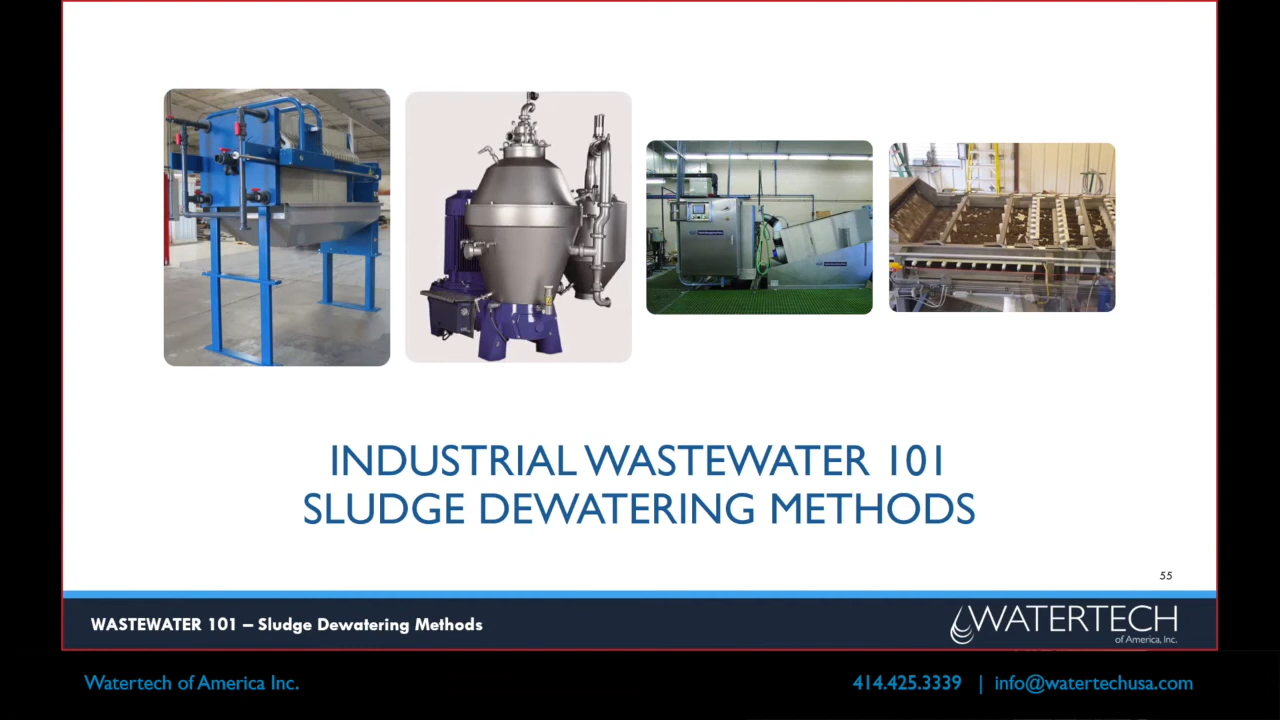 INDUSTRIAL WASTEWATER 101
SLUDGE DEWATERING METHODS
55
WASTEWATER 101 – Sludge Dewatering Methods
WATERTECH
of America, Inc.
Watertech of America Inc.
414.425.3339 | info@watertechusa.com